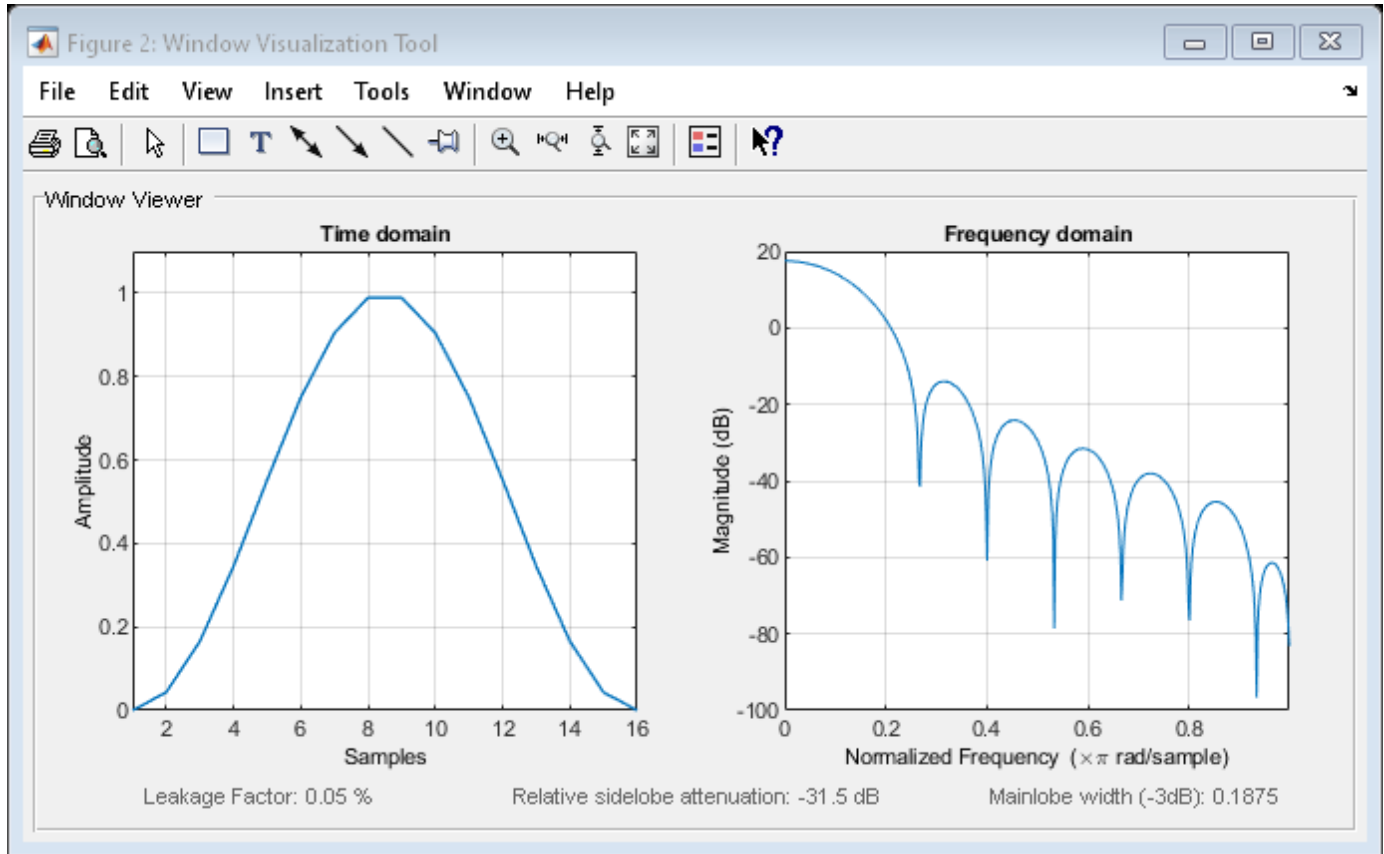 Figure 2: Window Visualization Tool
File Edit View Insert Tools Window Help
T
?
Window Viewer
Time domain
1
0.8
0.6
0.4
0.2
0
Amplitude
2 4 6 8 10 12 14 16
Samples
Frequency domain
20
0
-20
-40
-60
-80
-100
Magnitude (dB)
0 0.2 0.4 0.6 0.8
Normalized Frequency (×π rad/sample)
Leakage Factor: 0.05 % Relative sidelobe attenuation: -31.5 dB Mainlobe width (-3dB): 0.1875